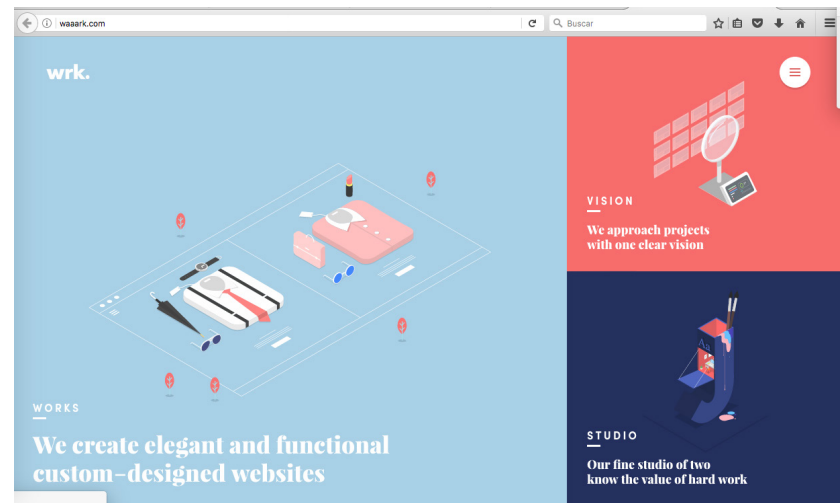 waaark.com
Buscar
wrk.
WORKS
We create elegant and functional
custom-designed websites
VISION
We approach projects
with one clear vision
Aa
STUDIO
Our fine studio of two
know the value of hard work